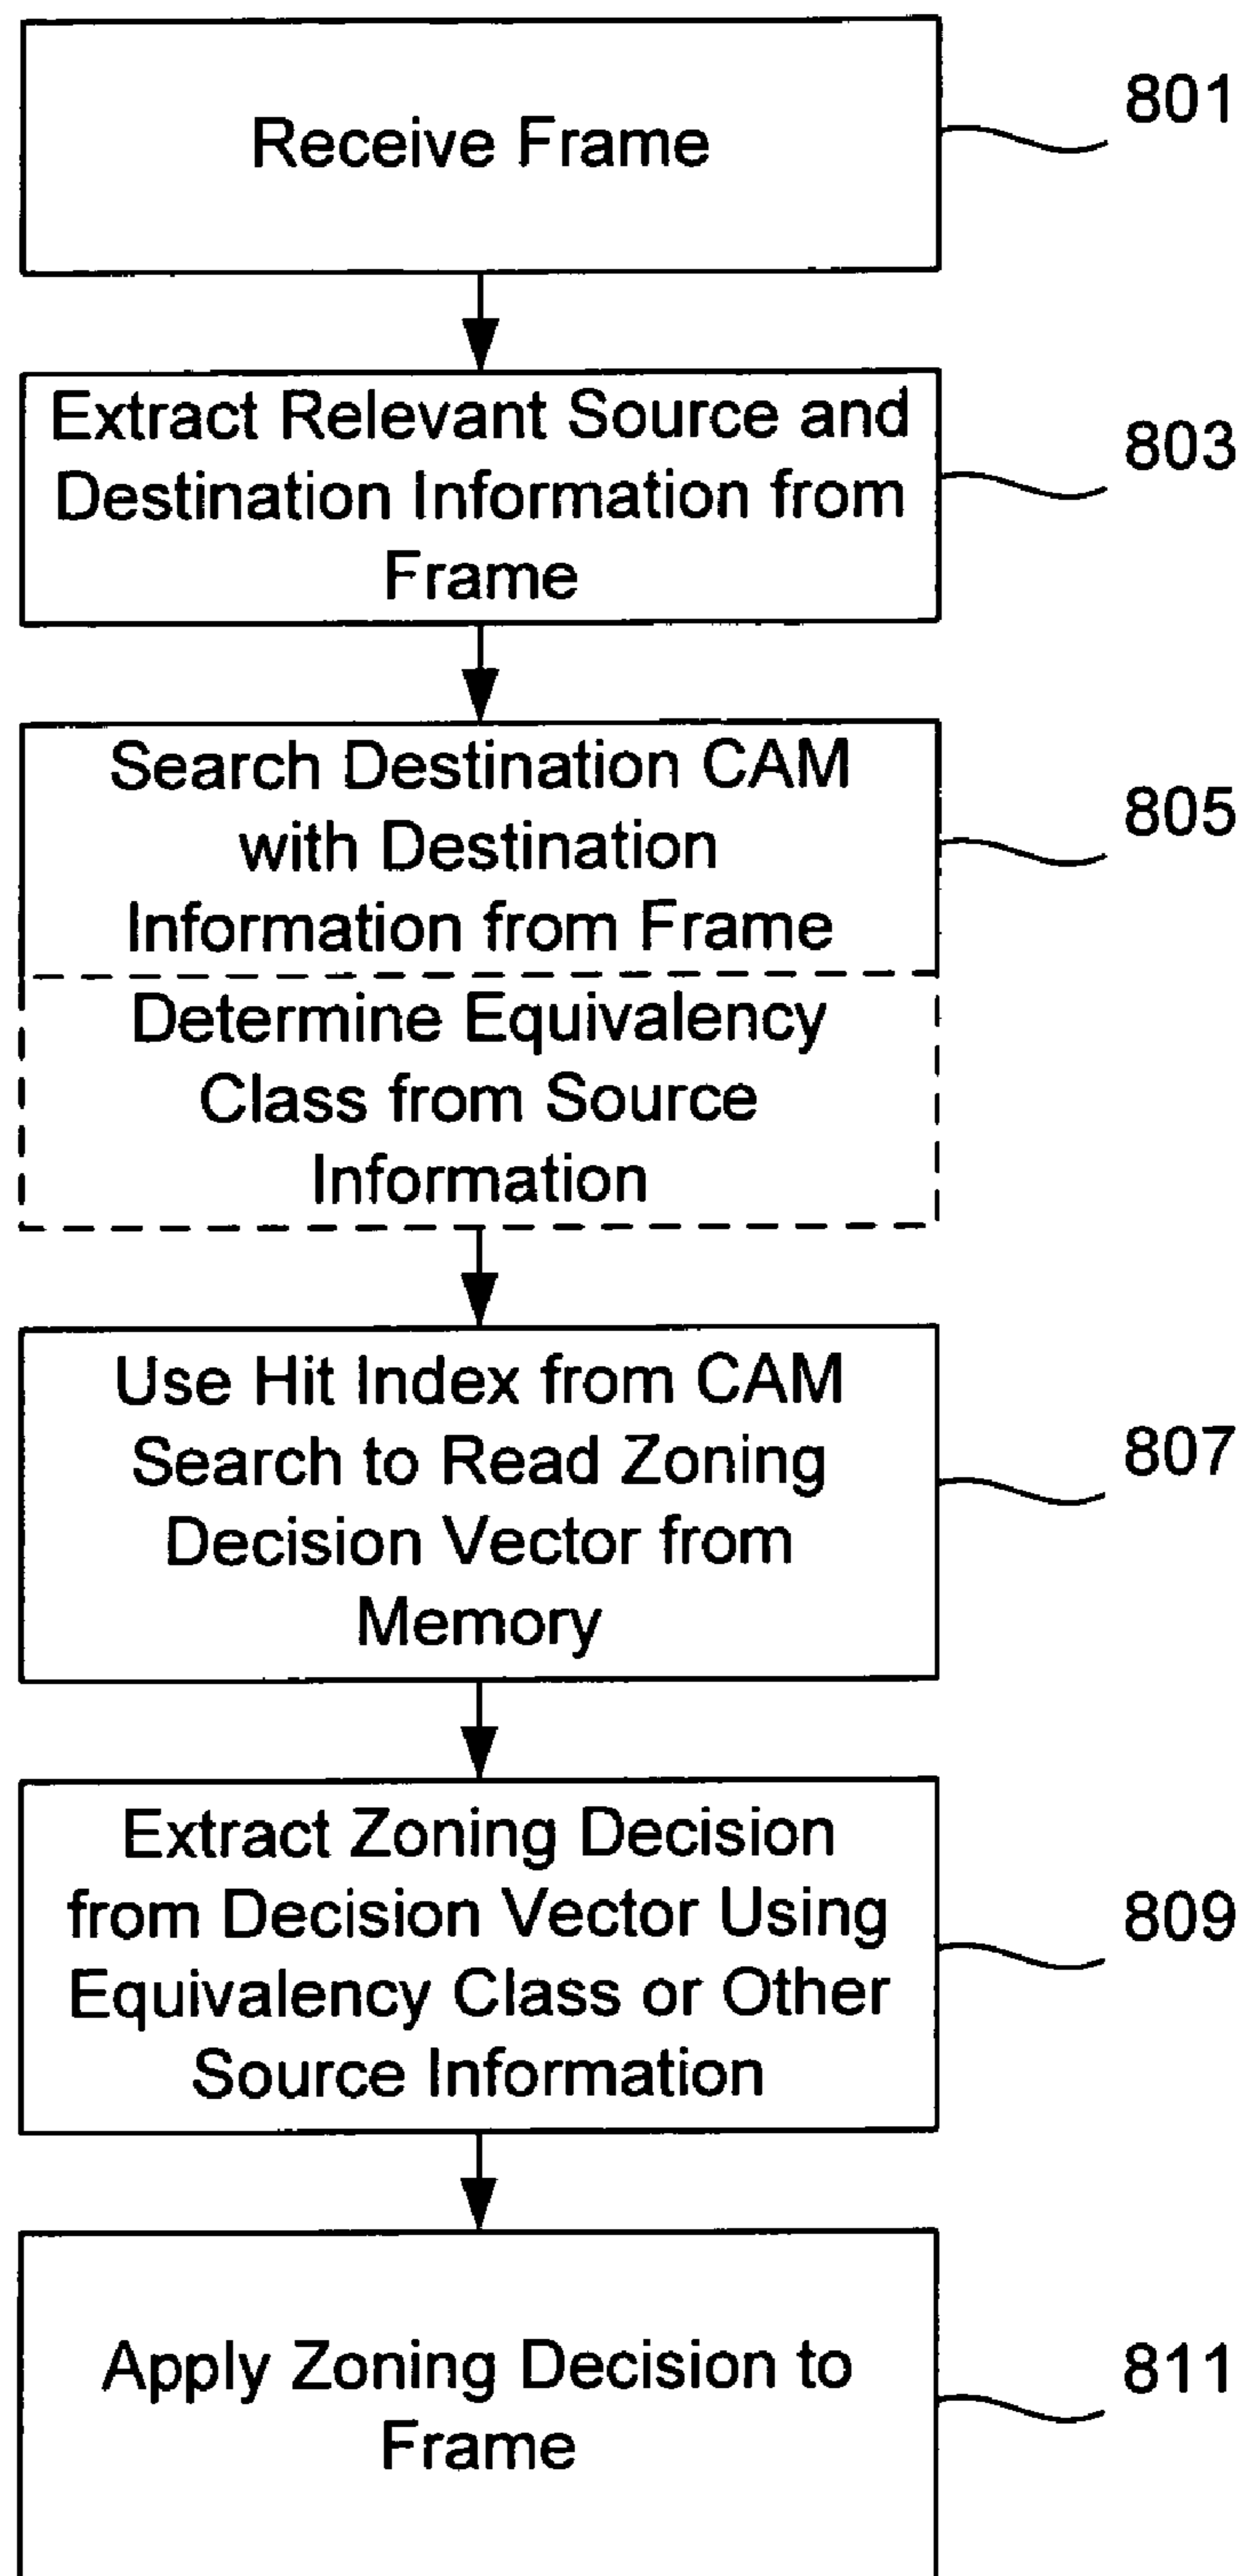 Receive Frame
801
Extract Relevant Source and
Destination Information from
Frame
803
Search Destination CAM
with Destination
Information from Frame
805
Determine Equivalency
Class from Source
Information
Use Hit Index from CAM
Search to Read Zoning
Decision Vector from
Memory
807
Extract Zoning Decision
from Decision Vector Using
Equivalency Class or Other
Source Information
809
Apply Zoning Decision to
Frame
811